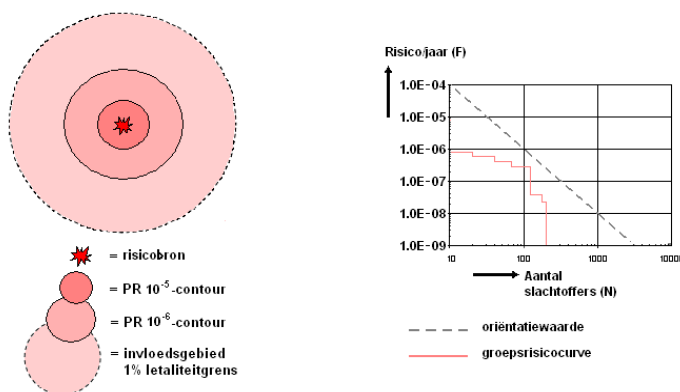 = risicobron
= PR 10⁻⁵-contour
= PR 10⁻⁶-contour
= invloedsgebied
1% letaliteitgrens
Risico/jaar (F)
1.0E-04
1.0E-05
1.0E-06
1.0E-07
1.0E-08
1.0E-09
10 100 1000 10000
Aantal
slachtoffers (N)
oriëntatiewaarde
groepsrisicocurve